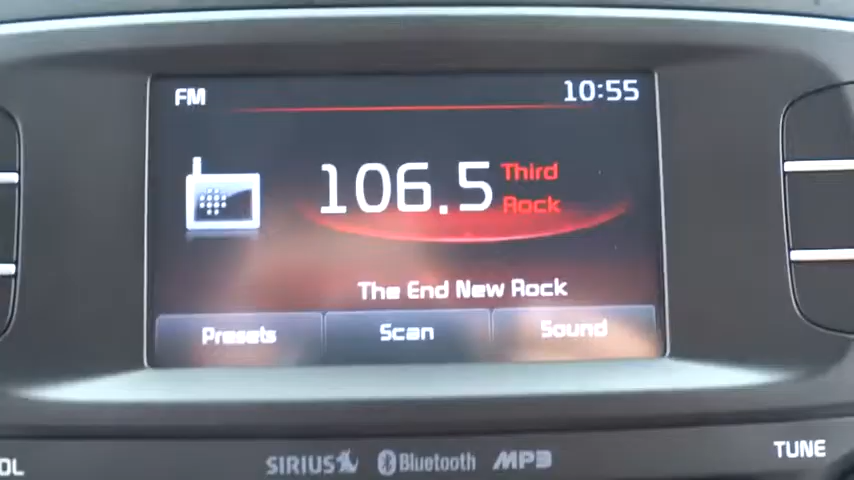 FM 10:55
106.5 Third Rock
The End New Rock
Presets Scan Sound
SIRIUS Bluetooth MP3
TUNE